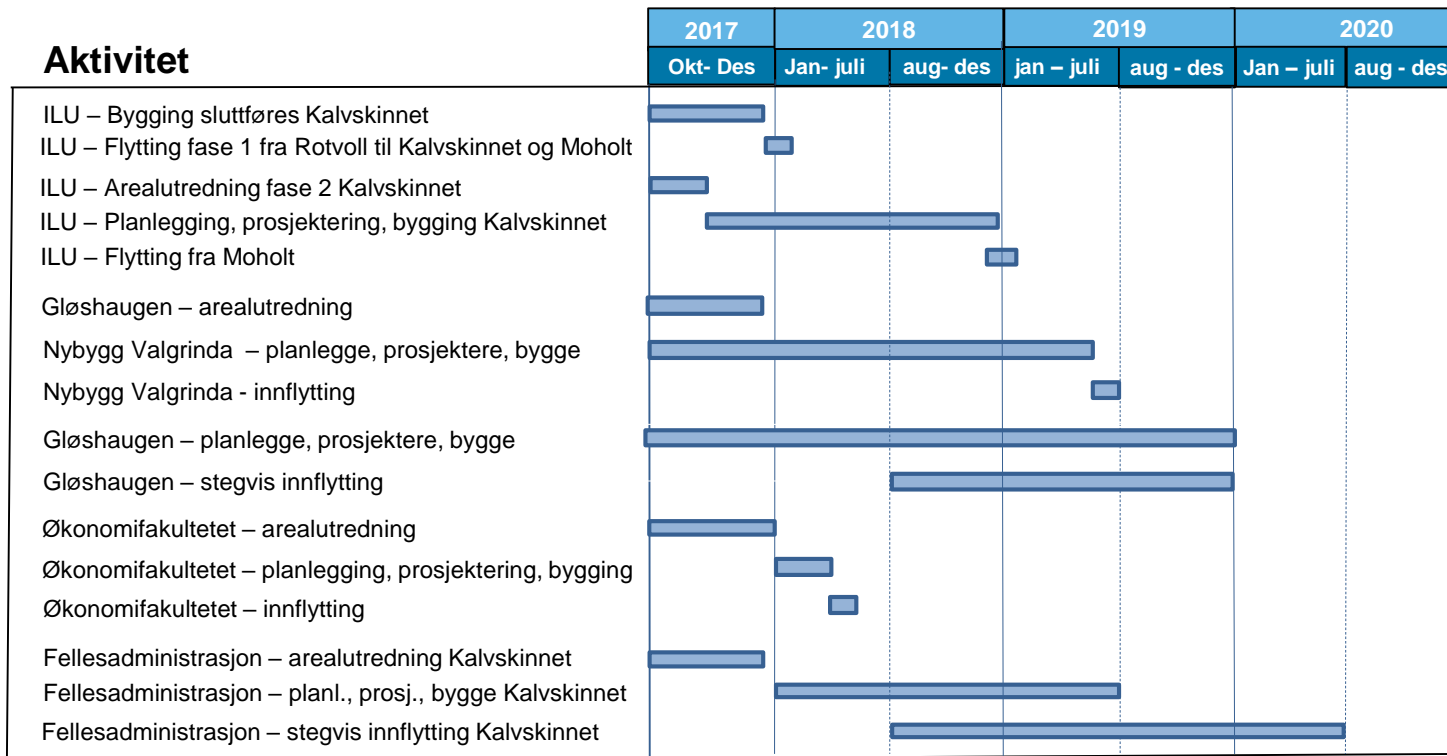 2017 2018 2019 2020
Aktivitet
Okt- Des Jan- juli aug- des jan – juli aug - des Jan – juli aug - des
ILU – Bygging sluttføres Kalvskinnet
ILU – Flytting fase 1 fra Rotvoll til Kalvskinnet og Moholt
ILU – Arealutredning fase 2 Kalvskinnet
ILU – Planlegging, prosjektering, bygging Kalvskinnet
ILU – Flytting fra Moholt
Gløshaugen – arealutredning
Nybygg Valgrinda – planlegge, prosjektere, bygge
Nybygg Valgrinda - innflytting
Gløshaugen – planlegge, prosjektere, bygge
Gløshaugen – stegvis innflytting
Økonomifakultetet – arealutredning
Økonomifakultetet – planlegging, prosjektering, bygging
Økonomifakultetet – innflytting
Fellesadministrasjon – arealutredning Kalvskinnet
Fellesadministrasjon – planl., prosj., bygge Kalvskinnet
Fellesadministrasjon – stegvis innflytting Kalvskinnet